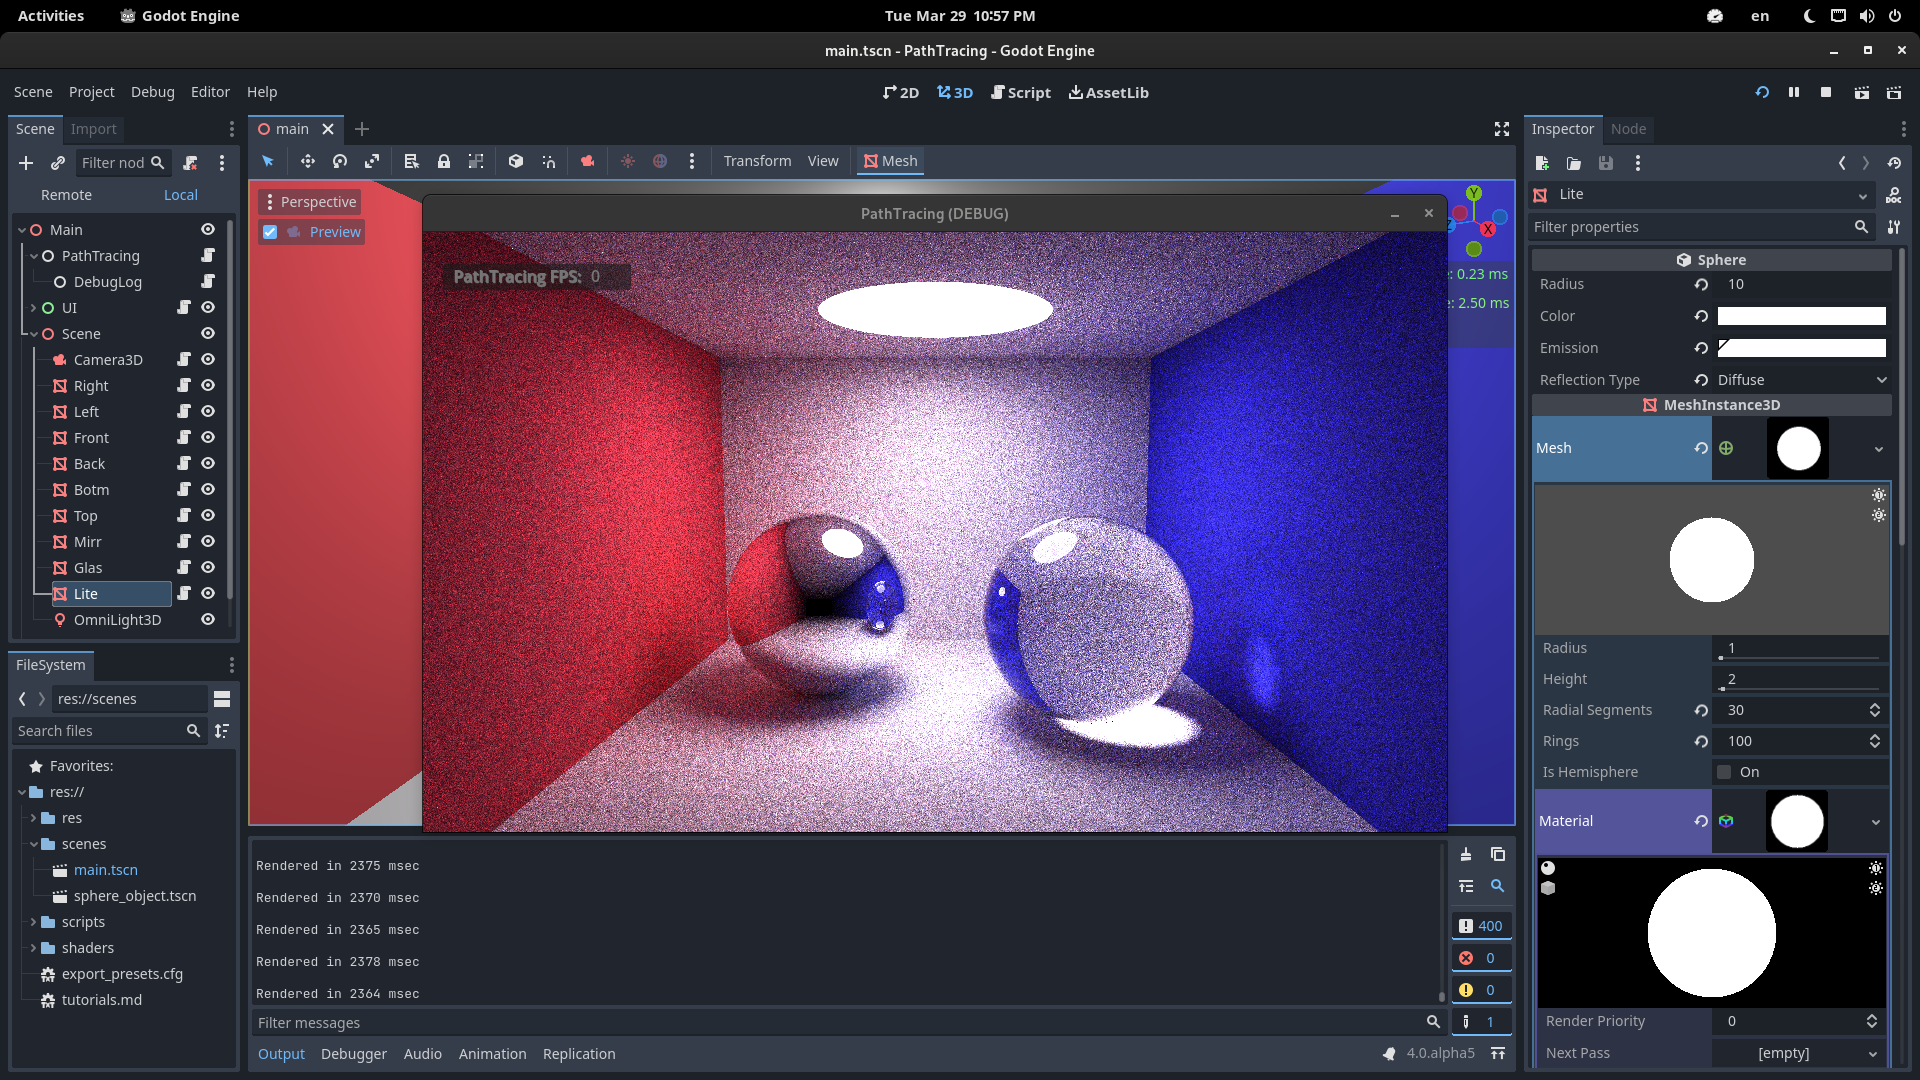 Activities
Godot Engine
Tue Mar 29 10:57 PM
en
main.tscn - PathTracing - Godot Engine
Scene Project Debug Editor Help
2D 3D Script AssetLib
Scene Import
Filter nod
Remote Local
Main
PathTracing
DebugLog
UI
Scene
Camera3D
Right
Left
Front
Back
Botm
Top
Mirr
Glas
Lite
OmniLight3D
FileSystem
res://scenes
Search files
Favorites:
res://
res
scenes
main.tscn
sphere_object.tscn
scripts
shaders
export_presets.cfg
tutorials.md
main
Transform View Mesh
Perspective
Preview
PathTracing (DEBUG)
PathTracing FPS: 0
Y
X
Z
e: 0.23 ms
e: 2.50 ms
Rendered in 2375 msec
Rendered in 2370 msec
Rendered in 2365 msec
Rendered in 2378 msec
Rendered in 2364 msec
400
0
0
1
Filter messages
Output Debugger Audio Animation Replication
4.0.alpha5
Inspector Node
Lite
Filter properties
Sphere
Radius 10
Color
Emission
Reflection Type Diffuse
MeshInstance3D
Mesh
Radius 1
Height 2
Radial Segments 30
Rings 100
Is Hemisphere On
Material
Render Priority 0
Next Pass [empty]